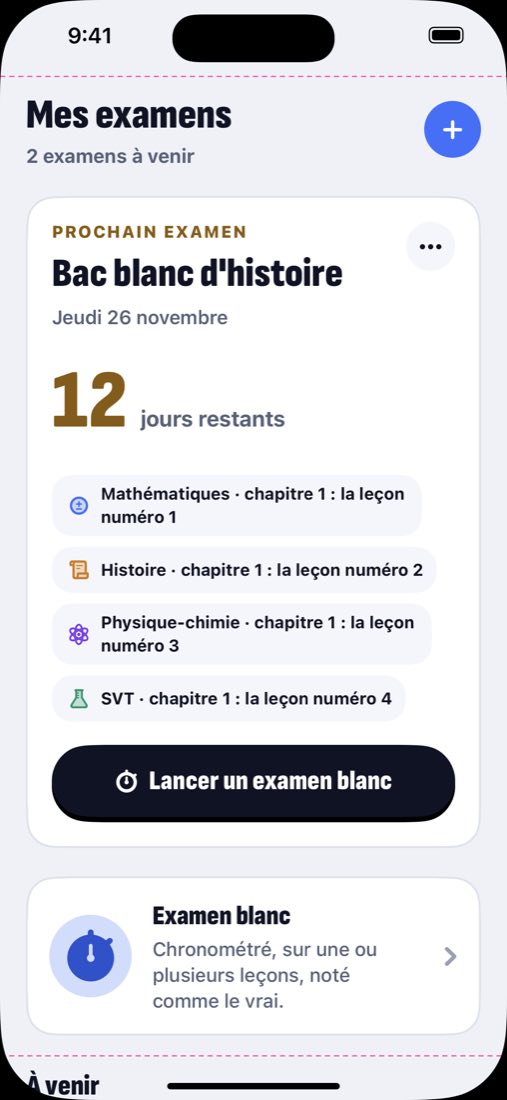 9:41
Mes examens
2 examens à venir
PROCHAIN EXAMEN
Bac blanc d'histoire
Jeudi 26 novembre
12 jours restants
Mathématiques · chapitre 1 : la leçon
numéro 1
Histoire · chapitre 1 : la leçon numéro 2
Physique-chimie · chapitre 1 : la leçon
numéro 3
SVT · chapitre 1 : la leçon numéro 4
Lancer un examen blanc
Examen blanc
Chronométré, sur une ou
plusieurs leçons, noté
comme le vrai.
À venir